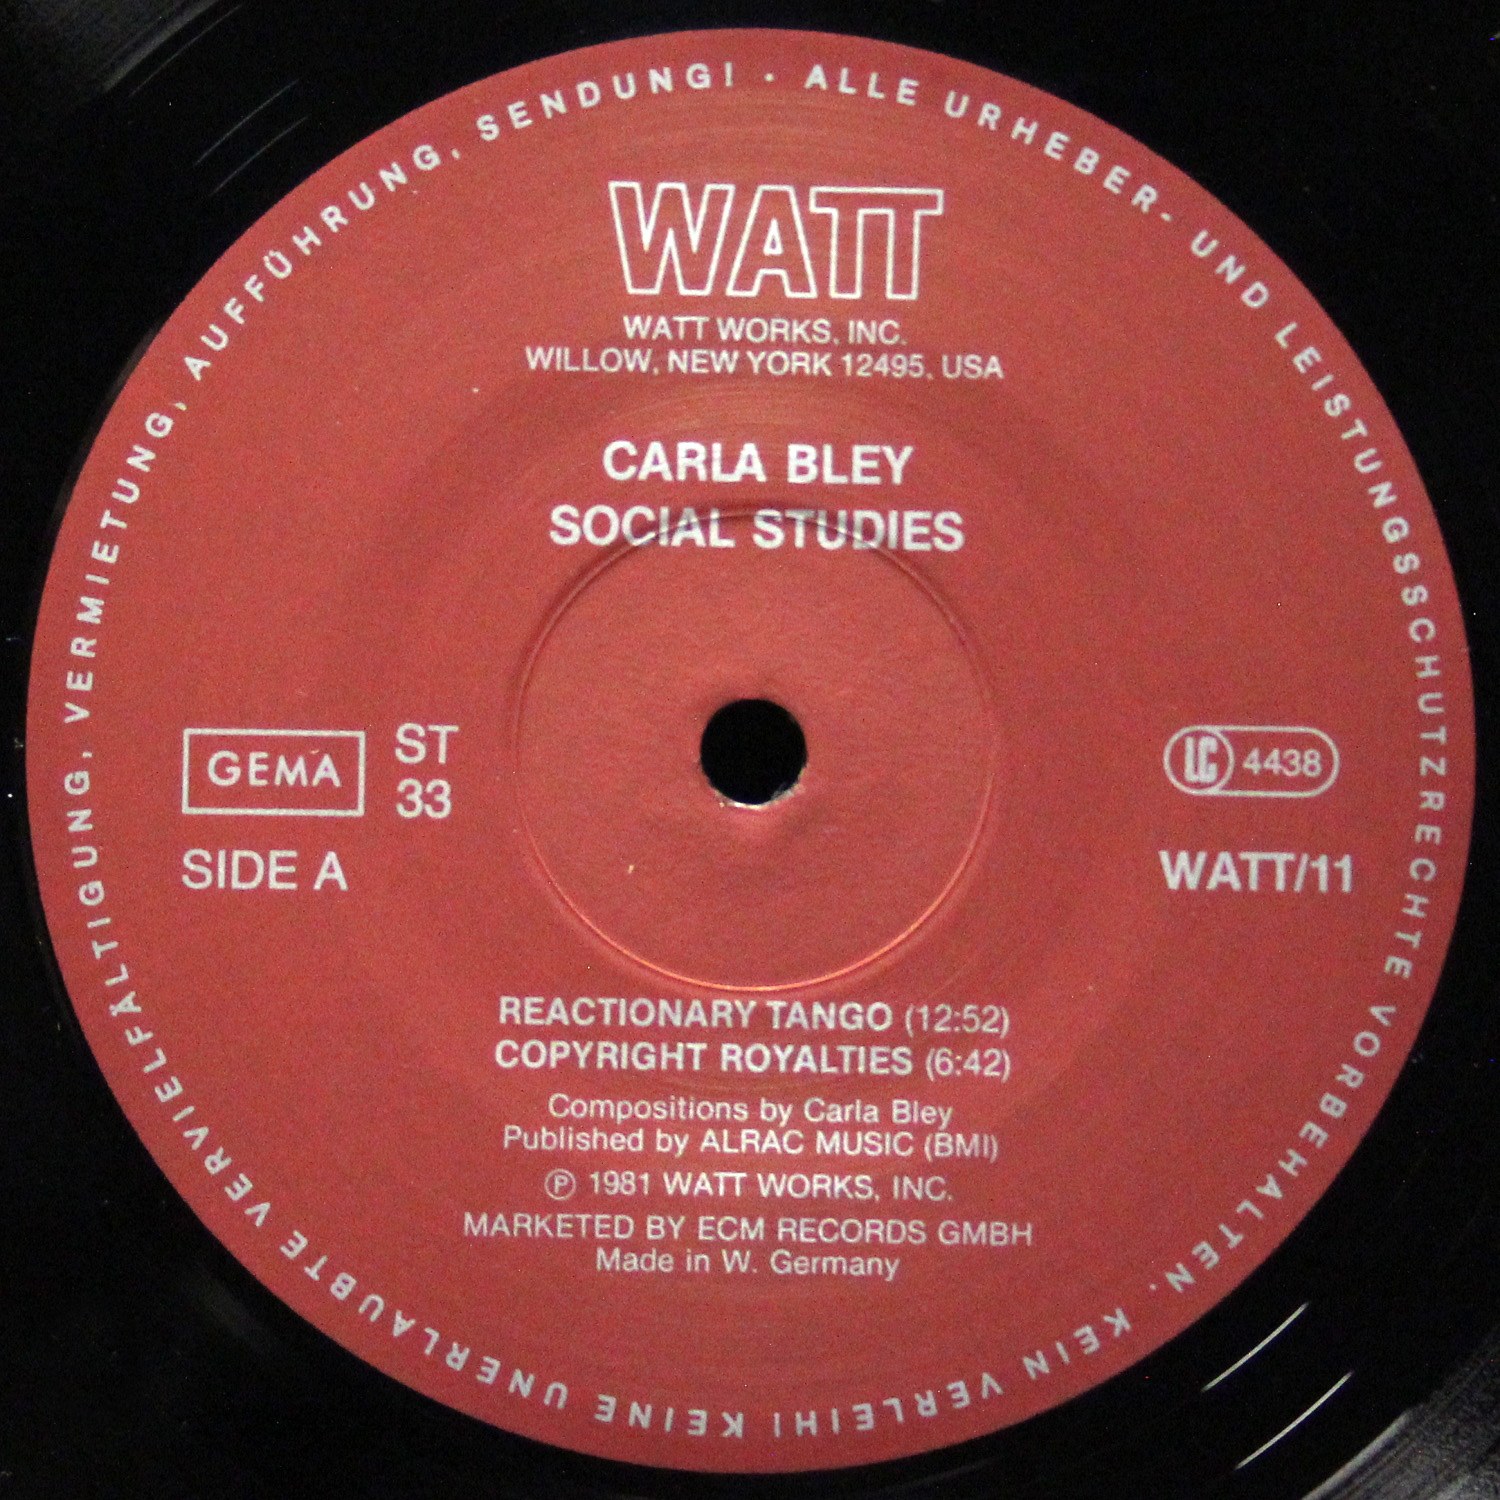 ALLE URHEBER- UND LEISTUNGSSCHUTZRECHTE VORBEHALTEN. KEIN VERLEIH! KEINE UNERLAUBTE VERVIELFÄLTIGUNG, VERMIETUNG, AUFFÜHRUNG, SENDUNG! ·
WATT
WATT WORKS, INC.
WILLOW, NEW YORK 12495, USA
CARLA BLEY
SOCIAL STUDIES
GEMA
ST
33
SIDE A
LC 4438
WATT/11
REACTIONARY TANGO (12:52)
COPYRIGHT ROYALTIES (6:42)
Compositions by Carla Bley
Published by ALRAC MUSIC (BMI)
℗ 1981 WATT WORKS, INC.
MARKETED BY ECM RECORDS GMBH
Made in W. Germany